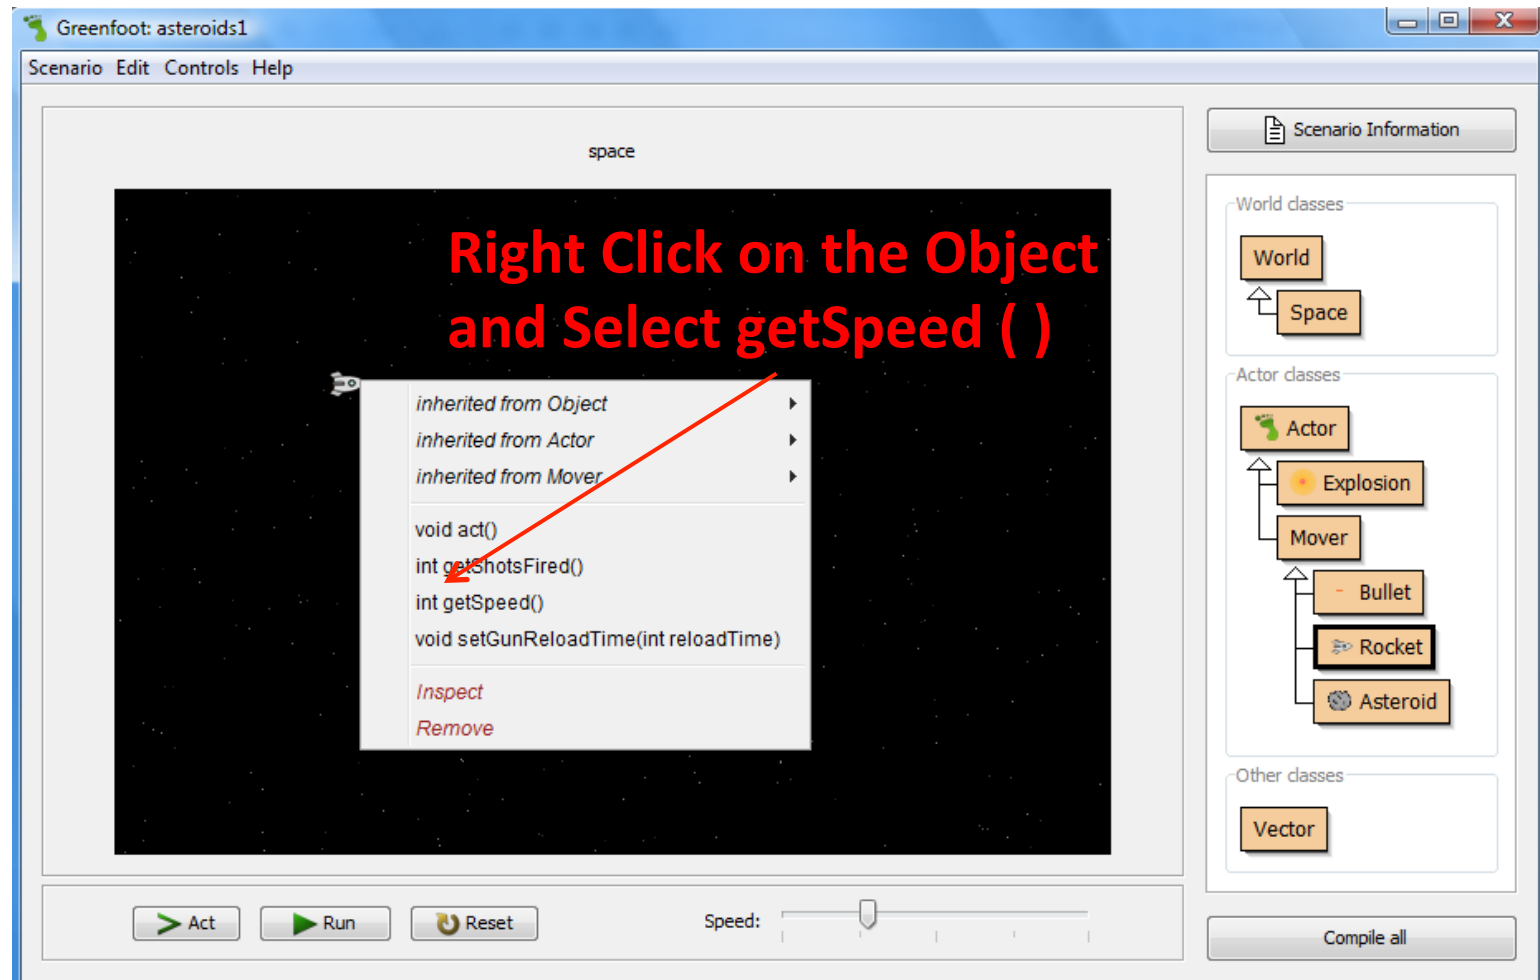 Greenfoot: asteroids1
Scenario Edit Controls Help
space
Right Click on the Object
and Select getSpeed ( )
inherited from Object
inherited from Actor
inherited from Mover
void act()
int getShotsFired()
int getSpeed()
void setGunReloadTime(int reloadTime)
Inspect
Remove
Act
Run
Reset
Speed:
Scenario Information
World classes
World
Space
Actor classes
Actor
Explosion
Mover
Bullet
Rocket
Asteroid
Other classes
Vector
Compile all